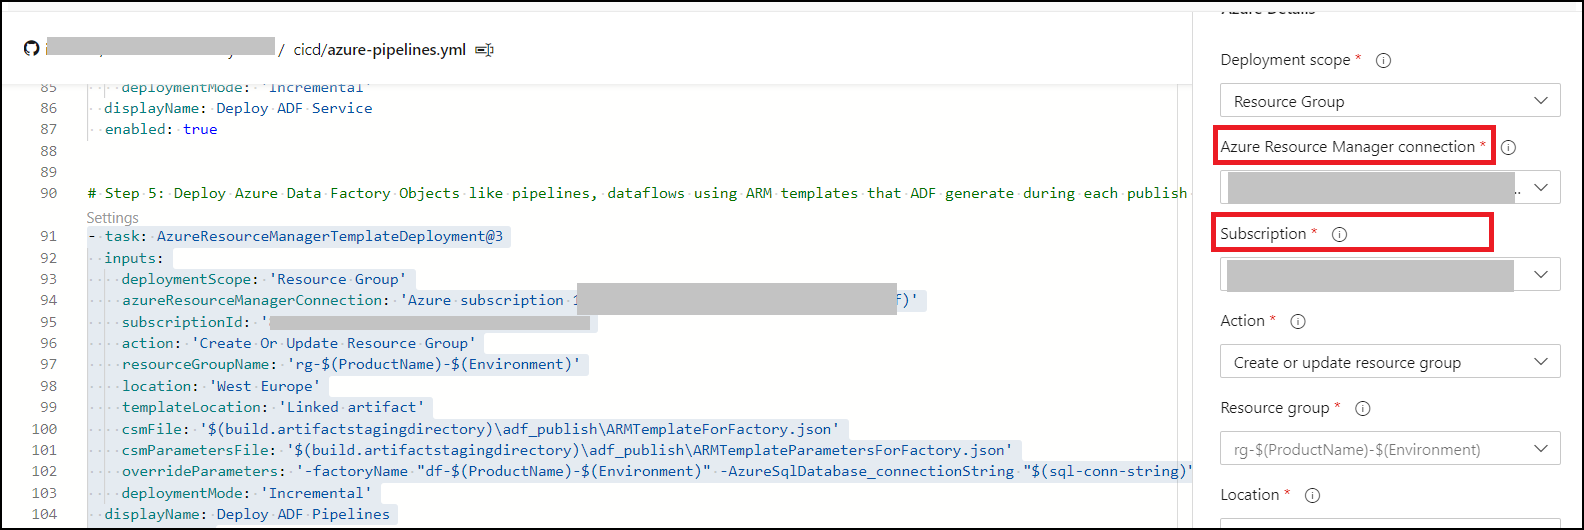 Azure Details
/ cicd/azure-pipelines.yml
85 deploymentMode: 'Incremental'
86 displayName: Deploy ADF Service
87 enabled: true
88
89
90 # Step 5: Deploy Azure Data Factory Objects like pipelines, dataflows using ARM templates that ADF generate during each publish
Settings
91 - task: AzureResourceManagerTemplateDeployment@3
92 inputs:
93 deploymentScope: 'Resource Group'
94 azureResourceManagerConnection: 'Azure subscription )'
95 subscriptionId: '
96 action: 'Create Or Update Resource Group'
97 resourceGroupName: 'rg-$(ProductName)-$(Environment)'
98 location: 'West Europe'
99 templateLocation: 'Linked artifact'
100 csmFile: '$(build.artifactstagingdirectory)\adf_publish\ARMTemplateForFactory.json'
101 csmParametersFile: '$(build.artifactstagingdirectory)\adf_publish\ARMTemplateParametersForFactory.json'
102 overrideParameters: '-factoryName "df-$(ProductName)-$(Environment)" -AzureSqlDatabase_connectionString "$(sql-conn-string)'
103 deploymentMode: 'Incremental'
104 displayName: Deploy ADF Pipelines
Deployment scope *
Resource Group
Azure Resource Manager connection *
..
Subscription *
Action *
Create or update resource group
Resource group *
rg-$(ProductName)-$(Environment)
Location *